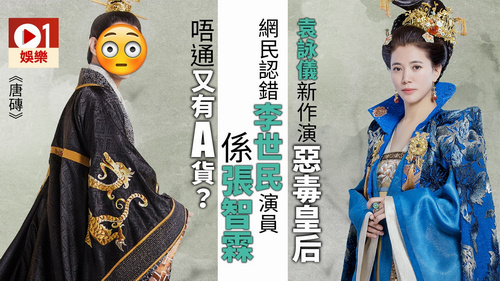 01
娛樂
《唐磚》
袁詠儀新作演惡毒皇后
網民認錯李世民演員
係張智霖
唔通又有A貨？